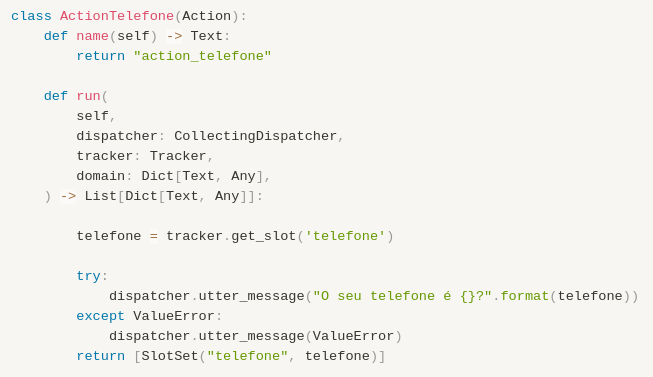 class ActionTelefone(Action):
    def name(self) -> Text:
        return "action_telefone"

    def run(
        self,
        dispatcher: CollectingDispatcher,
        tracker: Tracker,
        domain: Dict[Text, Any],
    ) -> List[Dict[Text, Any]]:

        telefone = tracker.get_slot('telefone')

        try:
            dispatcher.utter_message("O seu telefone é {}?".format(telefone))
        except ValueError:
            dispatcher.utter_message(ValueError)
        return [SlotSet("telefone", telefone)]